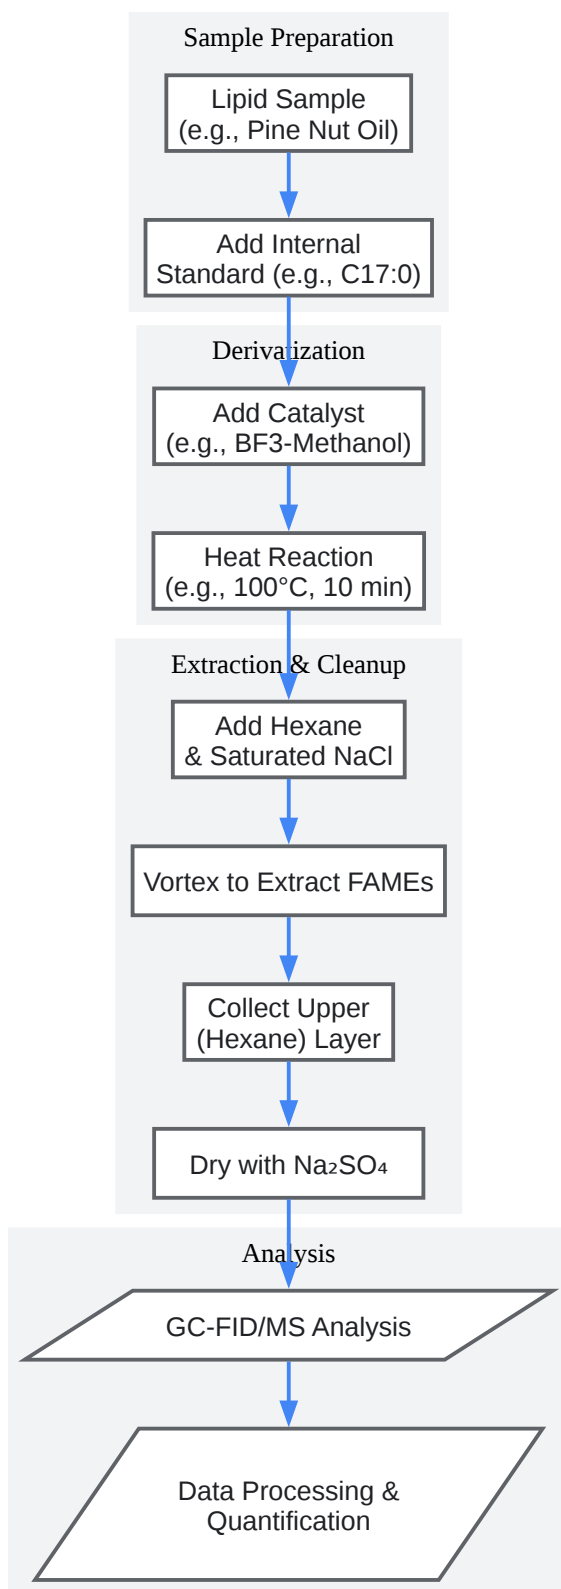 Sample Preparation
Lipid Sample
(e.g., Pine Nut Oil)
Add Internal
Standard (e.g., C17:0)
Derivatization
Add Catalyst
(e.g., BF3-Methanol)
Heat Reaction
(e.g., 100°C, 10 min)
Extraction & Cleanup
Add Hexane
& Saturated NaCl
Vortex to Extract FAMEs
Collect Upper
(Hexane) Layer
Dry with Na₂SO₄
Analysis
GC-FID/MS Analysis
Data Processing &
Quantification